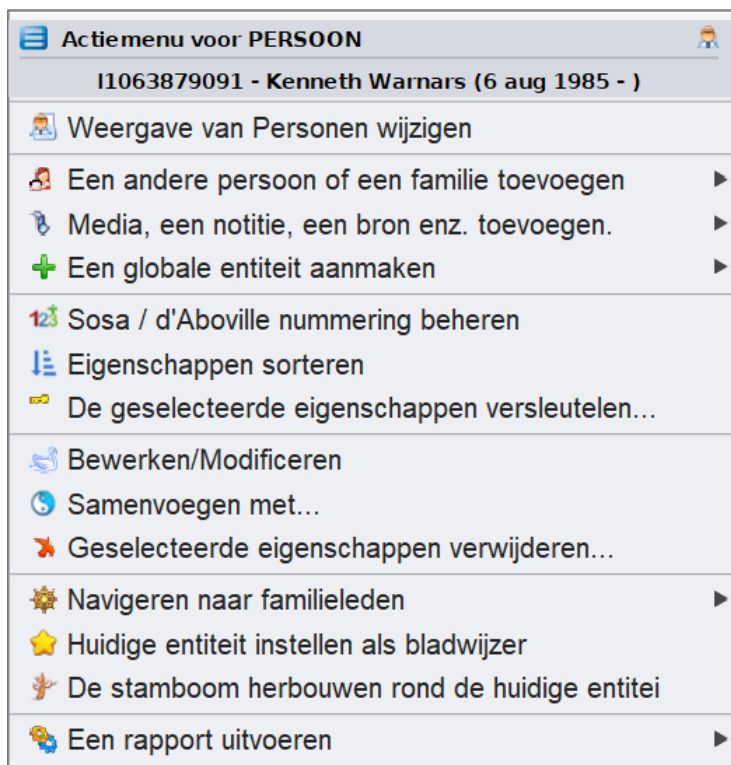 Actiemenu voor PERSOON
I1063879091 - Kenneth Warnars (6 aug 1985 - )
Weergave van Personen wijzigen
Een andere persoon of een familie toevoegen
Media, een notitie, een bron enz. toevoegen.
Een globale entiteit aanmaken
123 Sosa / d'Aboville nummering beheren
Eigenschappen sorteren
De geselecteerde eigenschappen versleutelen...
Bewerken/Modificeren
Samenvoegen met...
Geselecteerde eigenschappen verwijderen...
Navigeren naar familieleden
Huidige entiteit instellen als bladwijzer
De stamboom herbouwen rond de huidige entitei
Een rapport uitvoeren